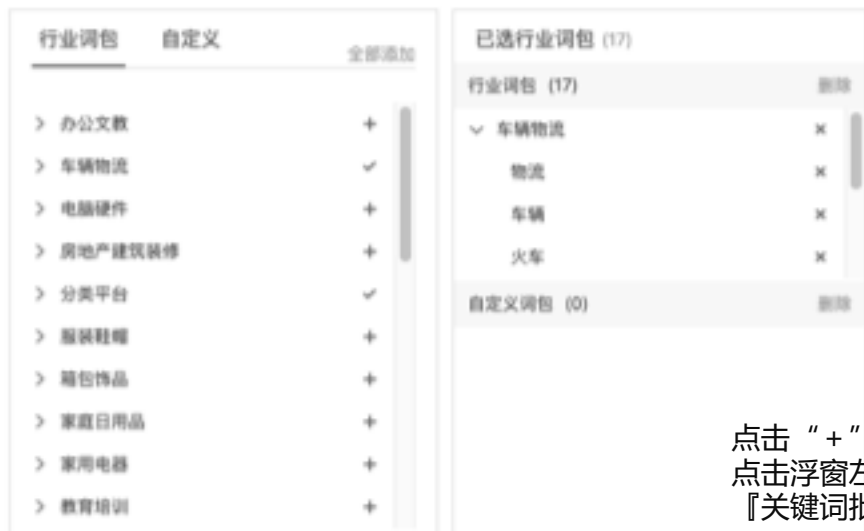 行业词包 自定义
全部添加
办公文教
车辆物流
电脑硬件
房地产建筑装修
分类平台
服装鞋帽
箱包饰品
家庭日用品
家用电器
教育培训
已选行业词包 (17)
行业词包 (17) 删除
车辆物流
物流
车辆
火车
自定义词包 (0) 删除
点击“+”
点击浮窗左
『关键词批